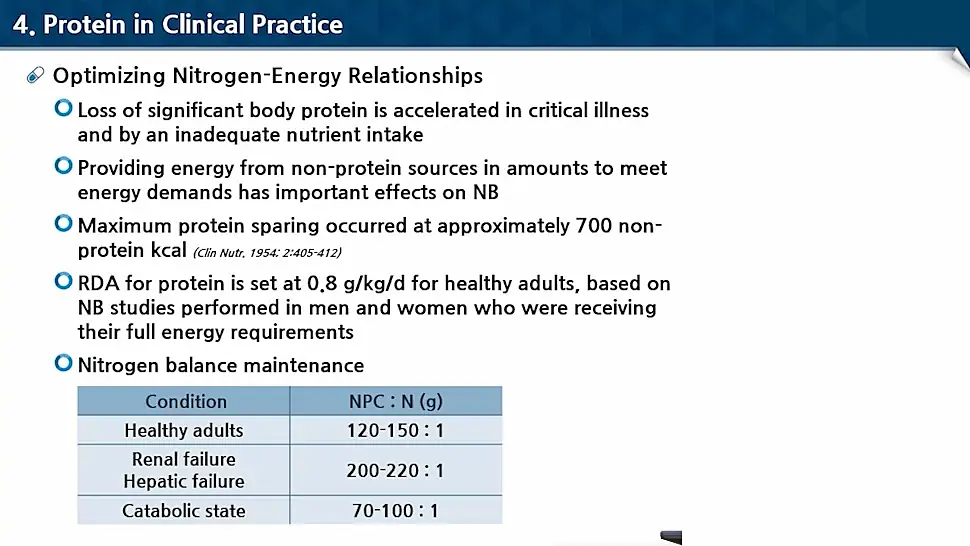 4. Protein in Clinical Practice
Optimizing Nitrogen-Energy Relationships
Loss of significant body protein is accelerated in critical illness
and by an inadequate nutrient intake
Providing energy from non-protein sources in amounts to meet
energy demands has important effects on NB
Maximum protein sparing occurred at approximately 700 non-
protein kcal (Clin Nutr. 1954: 2:405-412)
RDA for protein is set at 0.8 g/kg/d for healthy adults, based on
NB studies performed in men and women who were receiving
their full energy requirements
Nitrogen balance maintenance
Condition NPC : N (g)
Healthy adults 120-150 : 1
Renal failure
Hepatic failure 200-220 : 1
Catabolic state 70-100 : 1